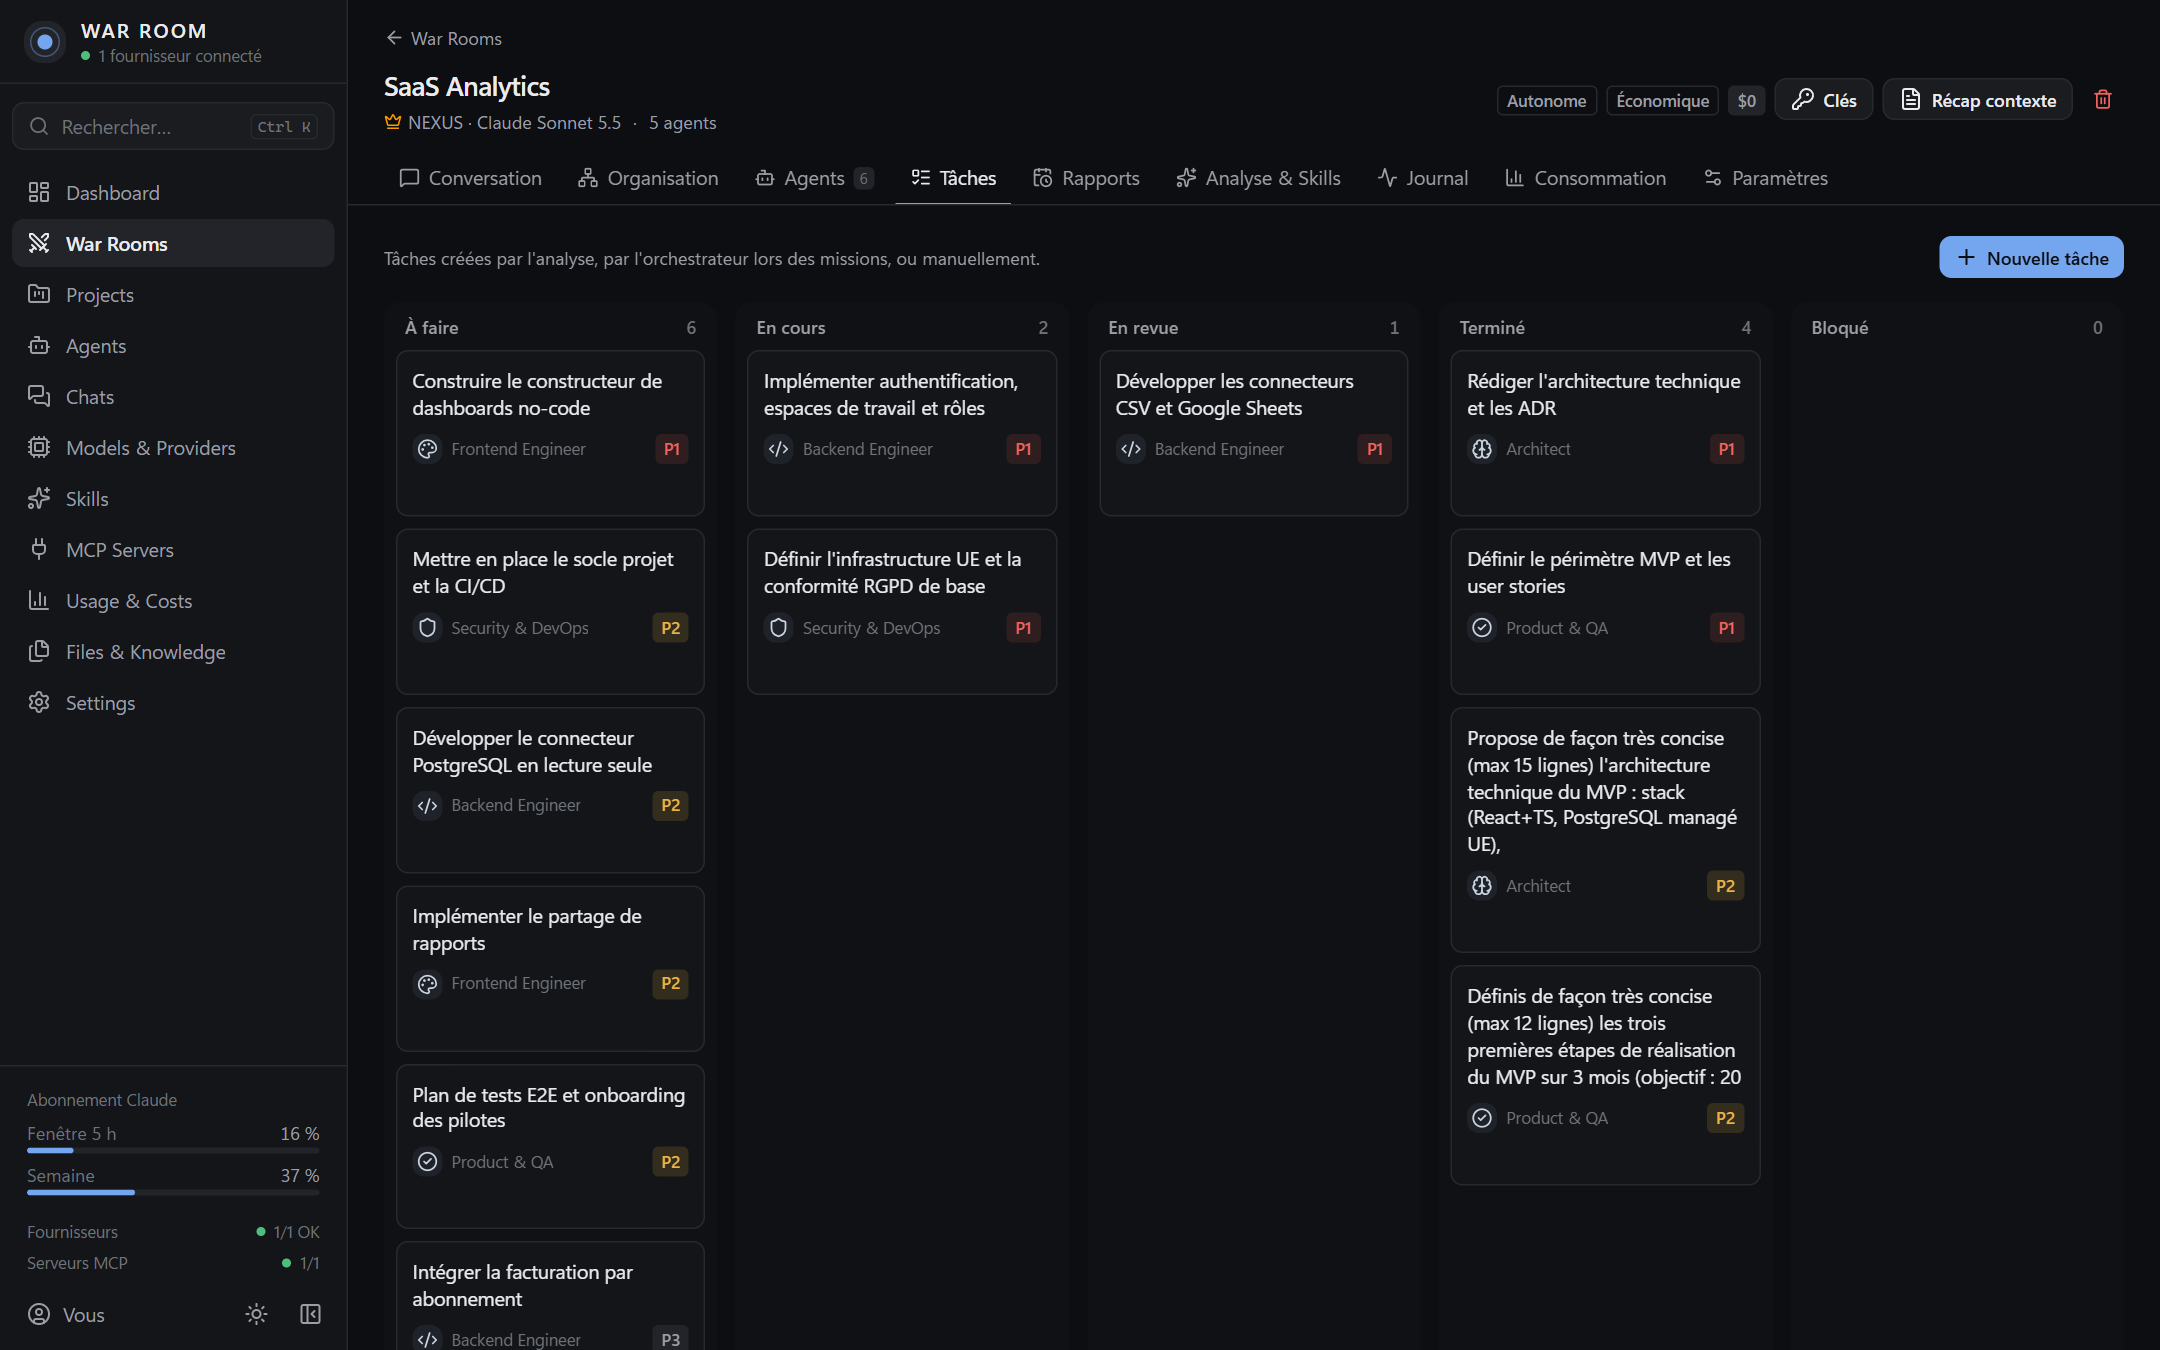 WAR ROOM
1 fournisseur connecté
Rechercher...
Ctrl K
Dashboard
War Rooms
Projects
Agents
Chats
Models & Providers
Skills
MCP Servers
Usage & Costs
Files & Knowledge
Settings
Abonnement Claude
Fenêtre 5 h 16 %
Semaine 37 %
Fournisseurs 1/1 OK
Serveurs MCP 1/1
Vous
War Rooms
SaaS Analytics
NEXUS · Claude Sonnet 5.5 · 5 agents
Autonome
Économique
$0
Clés
Récap contexte
Conversation
Organisation
Agents 6
Tâches
Rapports
Analyse & Skills
Journal
Consommation
Paramètres
Tâches créées par l'analyse, par l'orchestrateur lors des missions, ou manuellement.
Nouvelle tâche
À faire 6
Construire le constructeur de
dashboards no-code
Frontend Engineer P1
Mettre en place le socle projet
et la CI/CD
Security & DevOps P2
Développer le connecteur
PostgreSQL en lecture seule
Backend Engineer P2
Implémenter le partage de
rapports
Frontend Engineer P2
Plan de tests E2E et onboarding
des pilotes
Product & QA P2
Intégrer la facturation par
abonnement
Backend Engineer P3
En cours 2
Implémenter authentification,
espaces de travail et rôles
Backend Engineer P1
Définir l'infrastructure UE et la
conformité RGPD de base
Security & DevOps P1
En revue 1
Développer les connecteurs
CSV et Google Sheets
Backend Engineer P1
Terminé 4
Rédiger l'architecture technique
et les ADR
Architect P1
Définir le périmètre MVP et les
user stories
Product & QA P1
Propose de façon très concise
(max 15 lignes) l'architecture
technique du MVP : stack
(React+TS, PostgreSQL managé
UE),
Architect P2
Définis de façon très concise
(max 12 lignes) les trois
premières étapes de réalisation
du MVP sur 3 mois (objectif : 20
Product & QA P2
Bloqué 0